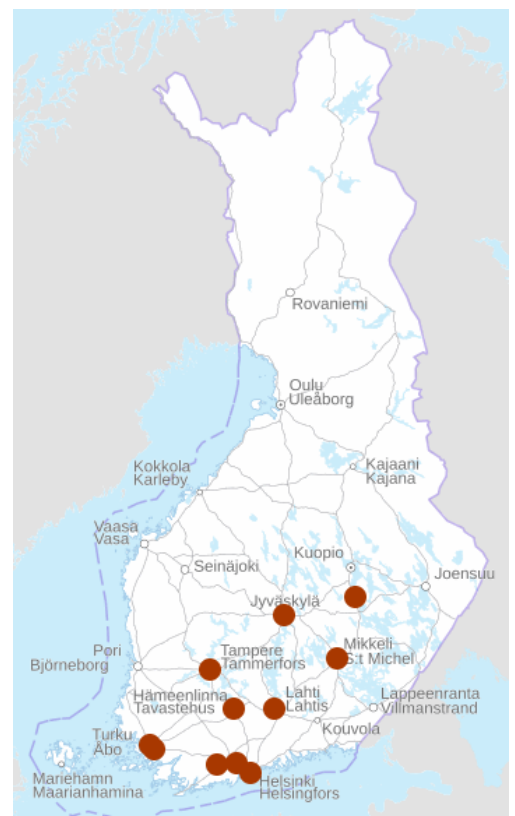 Rovaniemi
Oulu
Uleåborg
Kajaani
Kajana
Kokkola
Karleby
Vaasa
Vasa
Seinäjoki
Kuopio
Joensuu
Jyväskylä
Mikkeli
S:t Michel
Pori
Björneborg
Tampere
Tammerfors
Hämeenlinna
Tavastehus
Lahti
Lahtis
Lappeenranta
Villmanstrand
Kouvola
Turku
Åbo
Mariehamn
Maarianhamina
Helsinki
Helsingfors